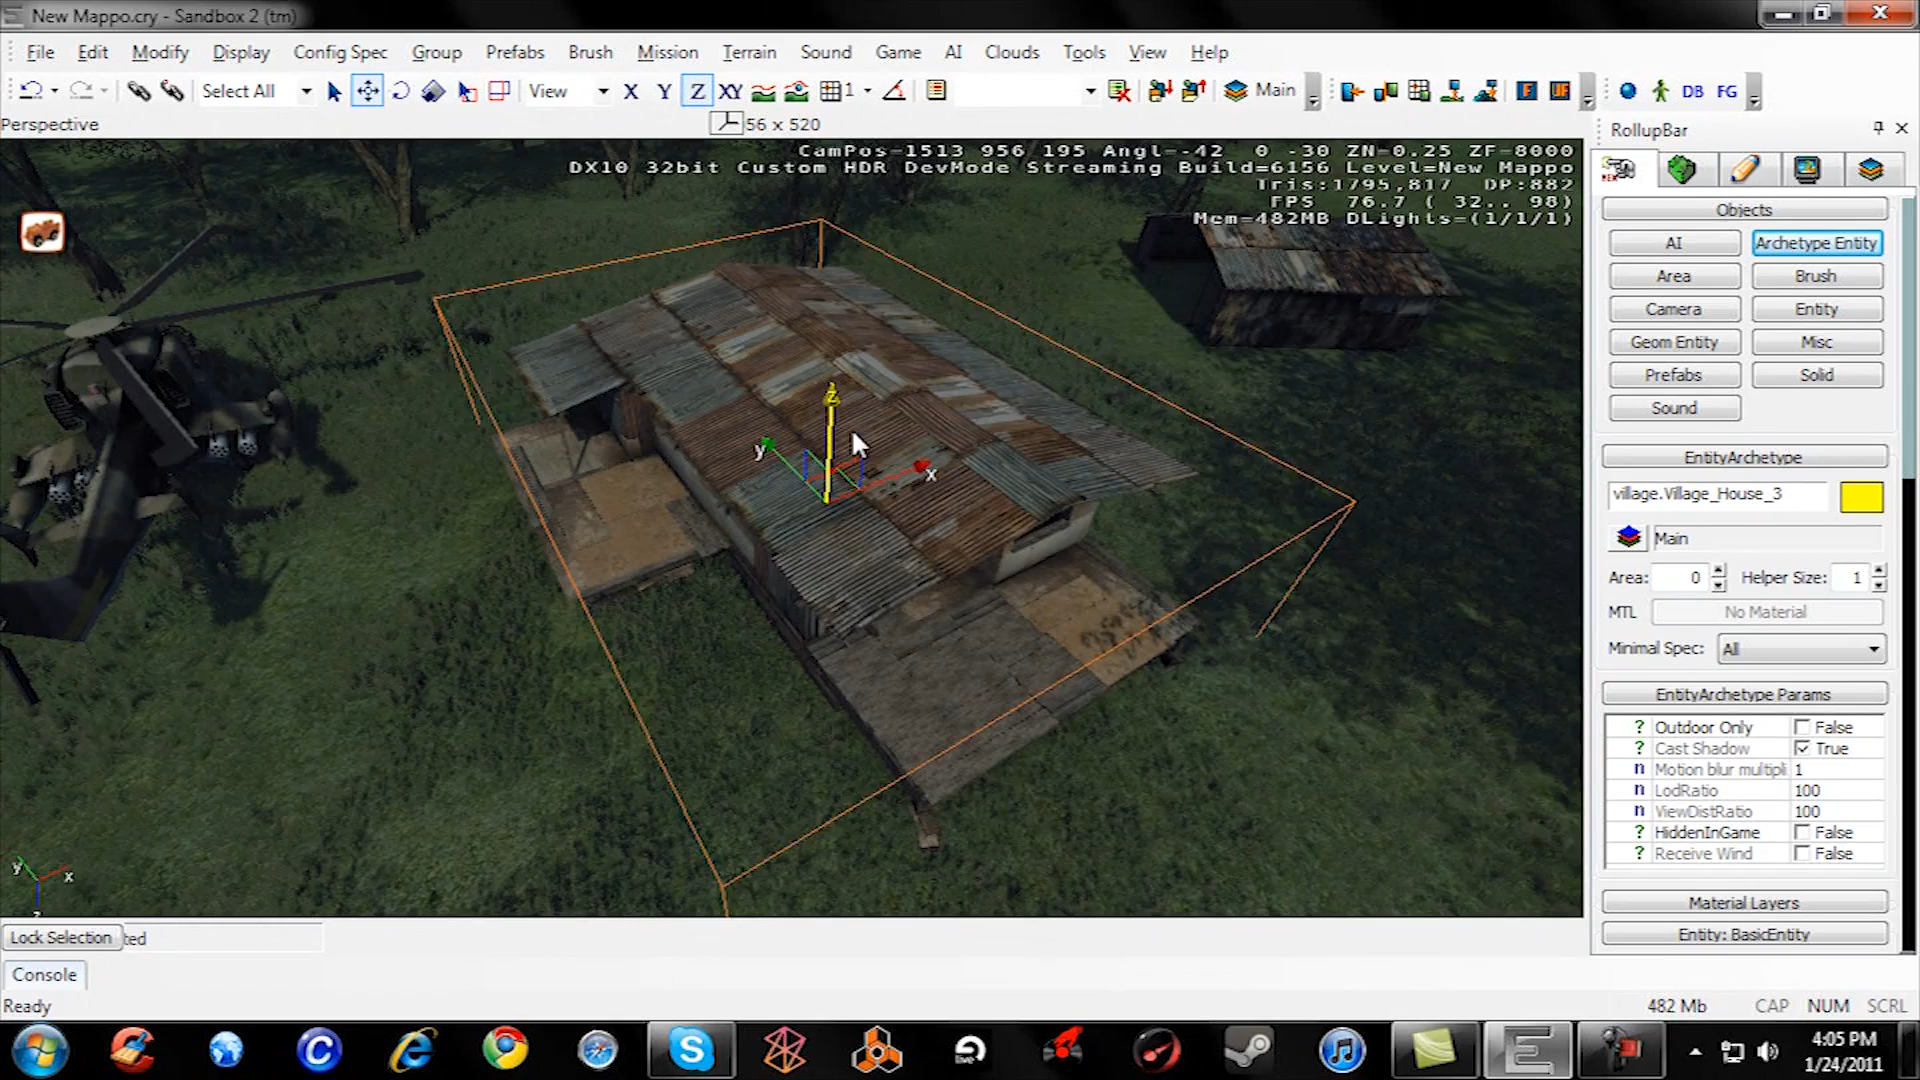 New Mappo.cry - Sandbox 2 (tm)
File Edit Modify Display Config Spec Group Prefabs Brush Mission Terrain Sound Game AI Clouds Tools View Help
Select All View X Y Z XY 1 Main DB FG
Perspective 56 x 520
RollupBar
CamPos-1513 956 195 Angl--42 0 -30 ZN-0.25 ZF-8000
DX10 32bit Custom HDR DevMode Streaming Build=6156 Level=New Mappo
Tris:1795,817 DP:882
FPS 76.7 ( 32.. 98)
Mem=482MB DLights=(1/1/1)
Objects
AI Archetype Entity
Area Brush
Camera Entity
Geom Entity Misc
Prefabs Solid
Sound
z
y
x
EntityArchetype
village.Village_House_3
Main
Area: 0 Helper Size: 1
MTL No Material
Minimal Spec: All
EntityArchetype Params
? Outdoor Only False
? Cast Shadow True
n Motion blur multipli 1
n LodRatio 100
n ViewDistRatio 100
? HiddenInGame False
? Receive Wind False
y
x
Material Layers
Entity: BasicEntity
Lock Selection ted
Console
Ready 482 Mb CAP NUM SCRL
live
4:05 PM
1/24/2011